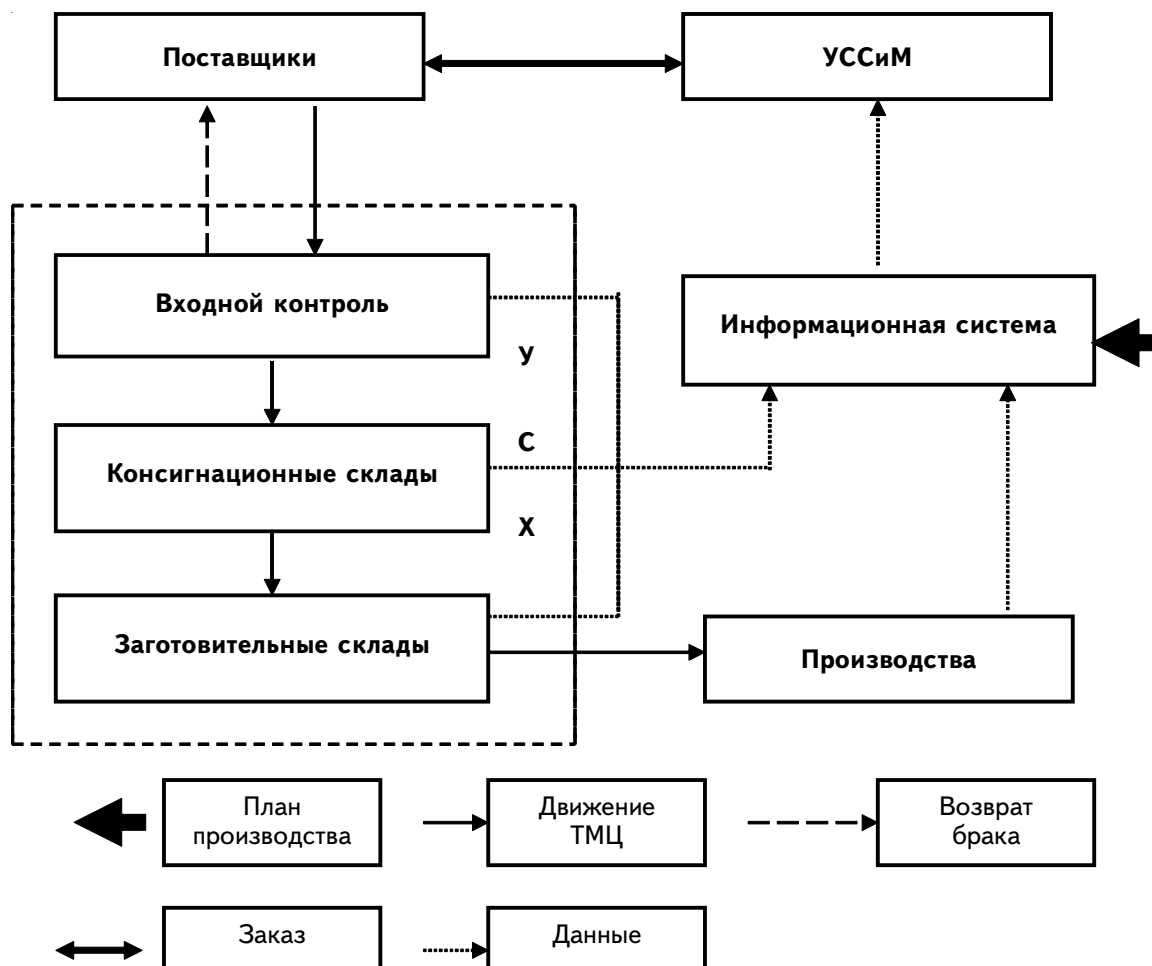 Поставщики
УССиМ
Входной контроль
Информационная система
У
Консигнационные склады
С
Х
Заготовительные склады
Производства
План
производства
Движение
ТМЦ
Возврат
брака
Заказ
Данные